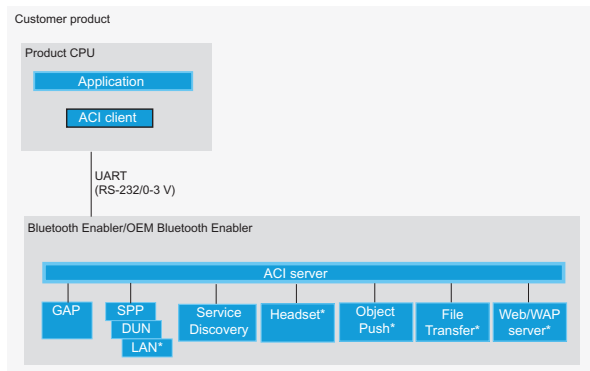 Customer product
Product CPU
Application
ACI client
UART
(RS-232/0-3 V)
Bluetooth Enabler/OEM Bluetooth Enabler
ACI server
GAP
SPP
DUN
LAN*
Service
Discovery
Headset*
Object
Push*
File
Transfer*
Web/WAP
server*